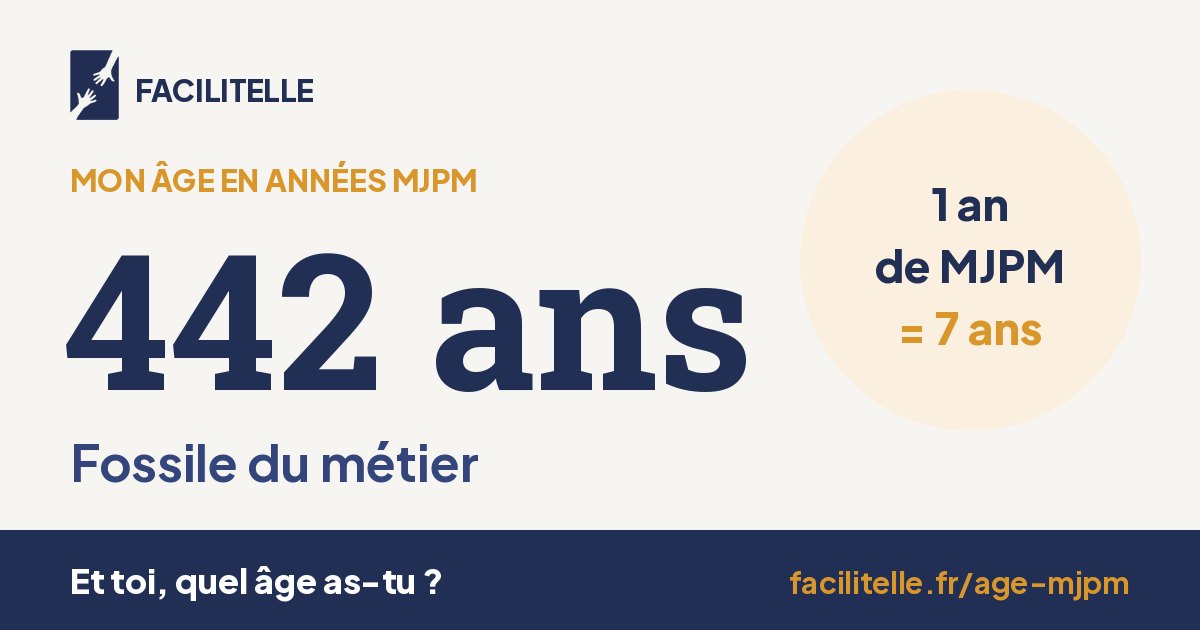 FACILITELLE
MON ÂGE EN ANNÉES MJPM
442 ans
Fossile du métier
1 an
de MJPM
= 7 ans
Et toi, quel âge as-tu ?
facilitelle.fr/age-mjpm